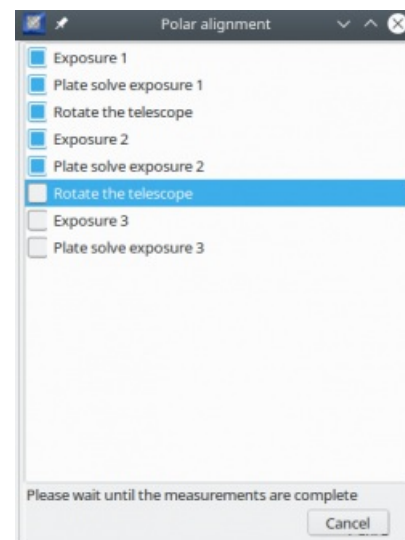 Polar alignment
Exposure 1
Plate solve exposure 1
Rotate the telescope
Exposure 2
Plate solve exposure 2
Rotate the telescope
Exposure 3
Plate solve exposure 3
Please wait until the measurements are complete
Cancel